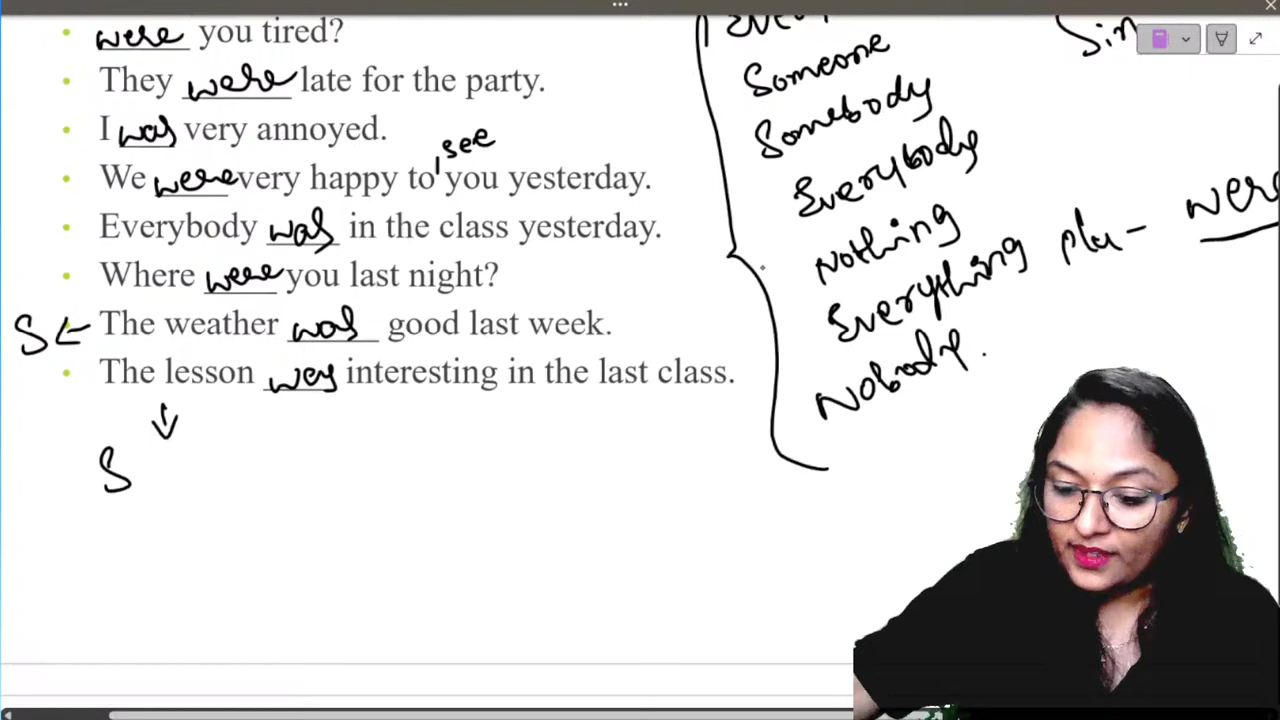 were you tired?
They were late for the party.
I was very annoyed.
see
We were very happy to you yesterday.
Everybody was in the class yesterday.
Where were you last night?
S ← The weather was good last week.
The lesson was interesting in the last class.
↓
S
Someone
Somebody
Everybody
Nothing
Everything
Nobody.
Sin
plu - were